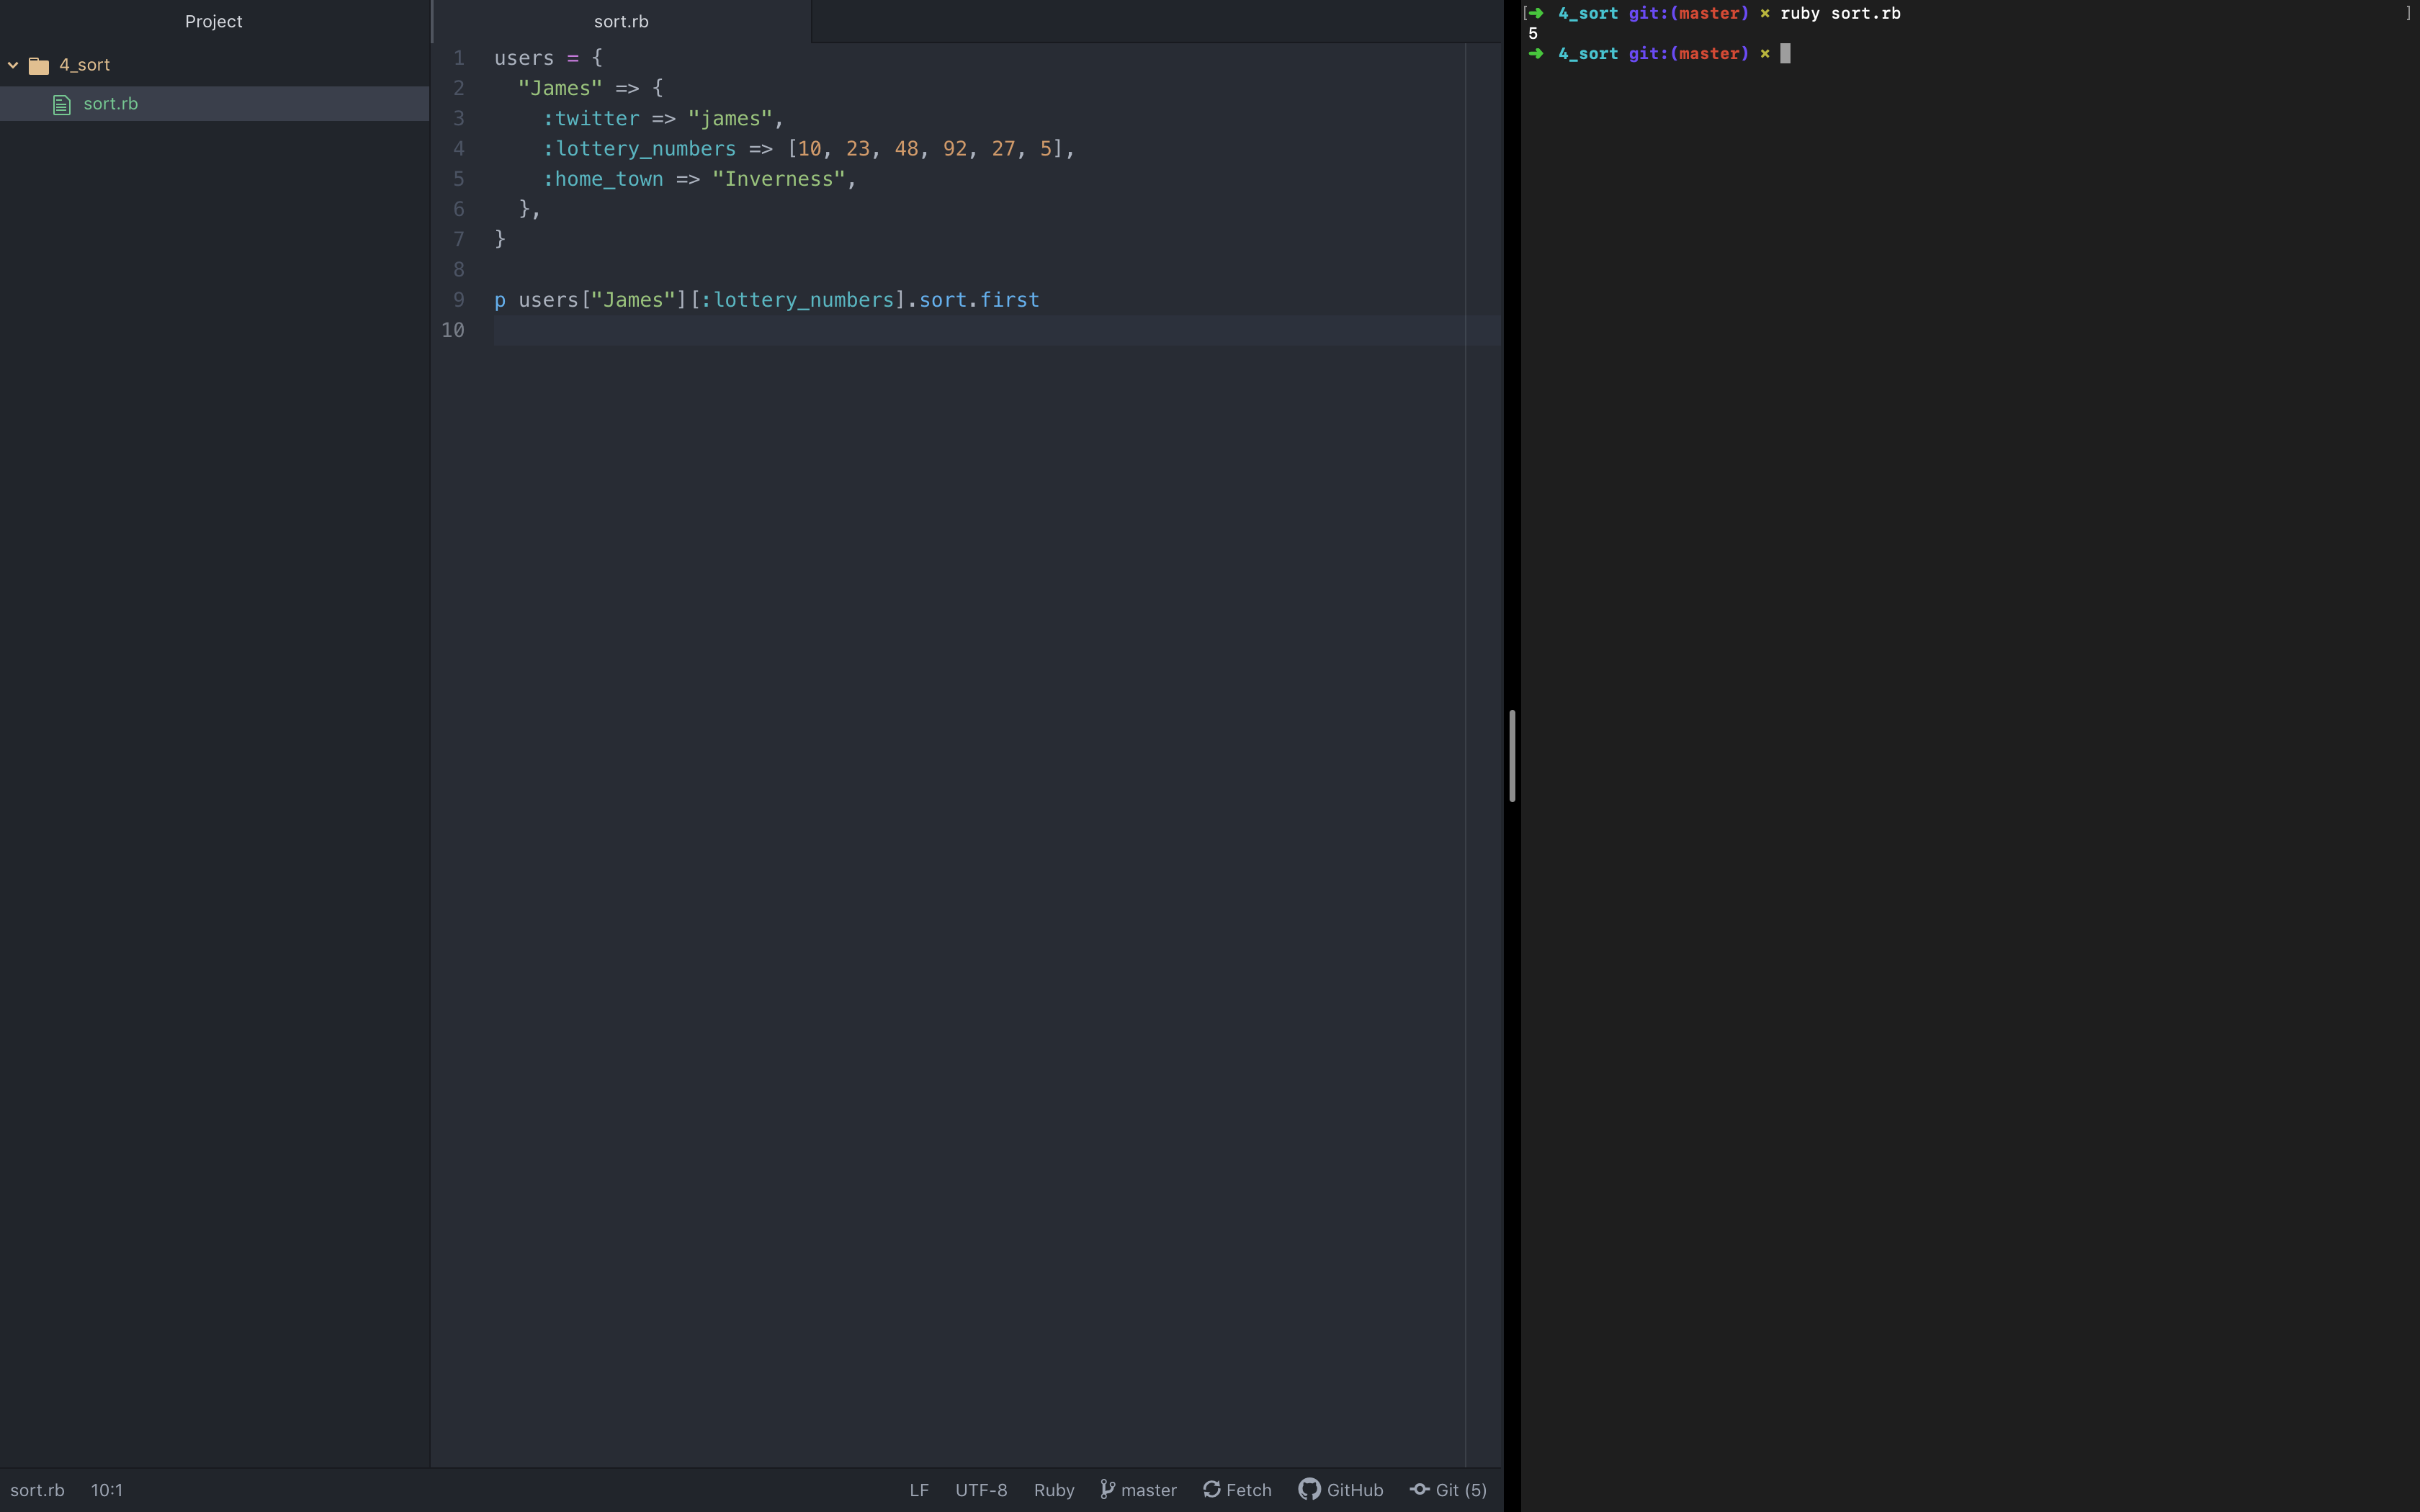 Project
4_sort
sort.rb
sort.rb
1 users = {
2   "James" => {
3     :twitter => "james",
4     :lottery_numbers => [10, 23, 48, 92, 27, 5],
5     :home_town => "Inverness",
6   },
7 }
8
9 p users["James"][:lottery_numbers].sort.first
10
sort.rb 10:1 LF UTF-8 Ruby master Fetch GitHub Git (5)
[➜ 4_sort git:(master) × ruby sort.rb ]
5
➜ 4_sort git:(master) ×